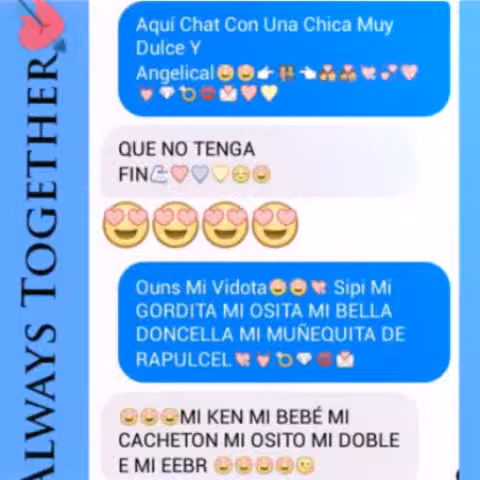 ALWAYS TOGETHER
Aquí Chat Con Una Chica Muy
Dulce Y
Angelical😍😍👉👫👈💑💑💘💞💗
💘💎💍💋💌💗💛
QUE NO TENGA
FIN💪💗💙💛😊😄
😍😍😍😍
Ouns Mi Vidota😍😍💘 Sipi Mi
GORDITA MI OSITA MI BELLA
DONCELLA MI MUÑEQUITA DE
RAPULCEL💘💘💍💎💋💌
😍😍😍MI KEN MI BEBÉ MI
CACHETON MI OSITO MI DOBLE
E MI EEBR 😍😍😍😍😗